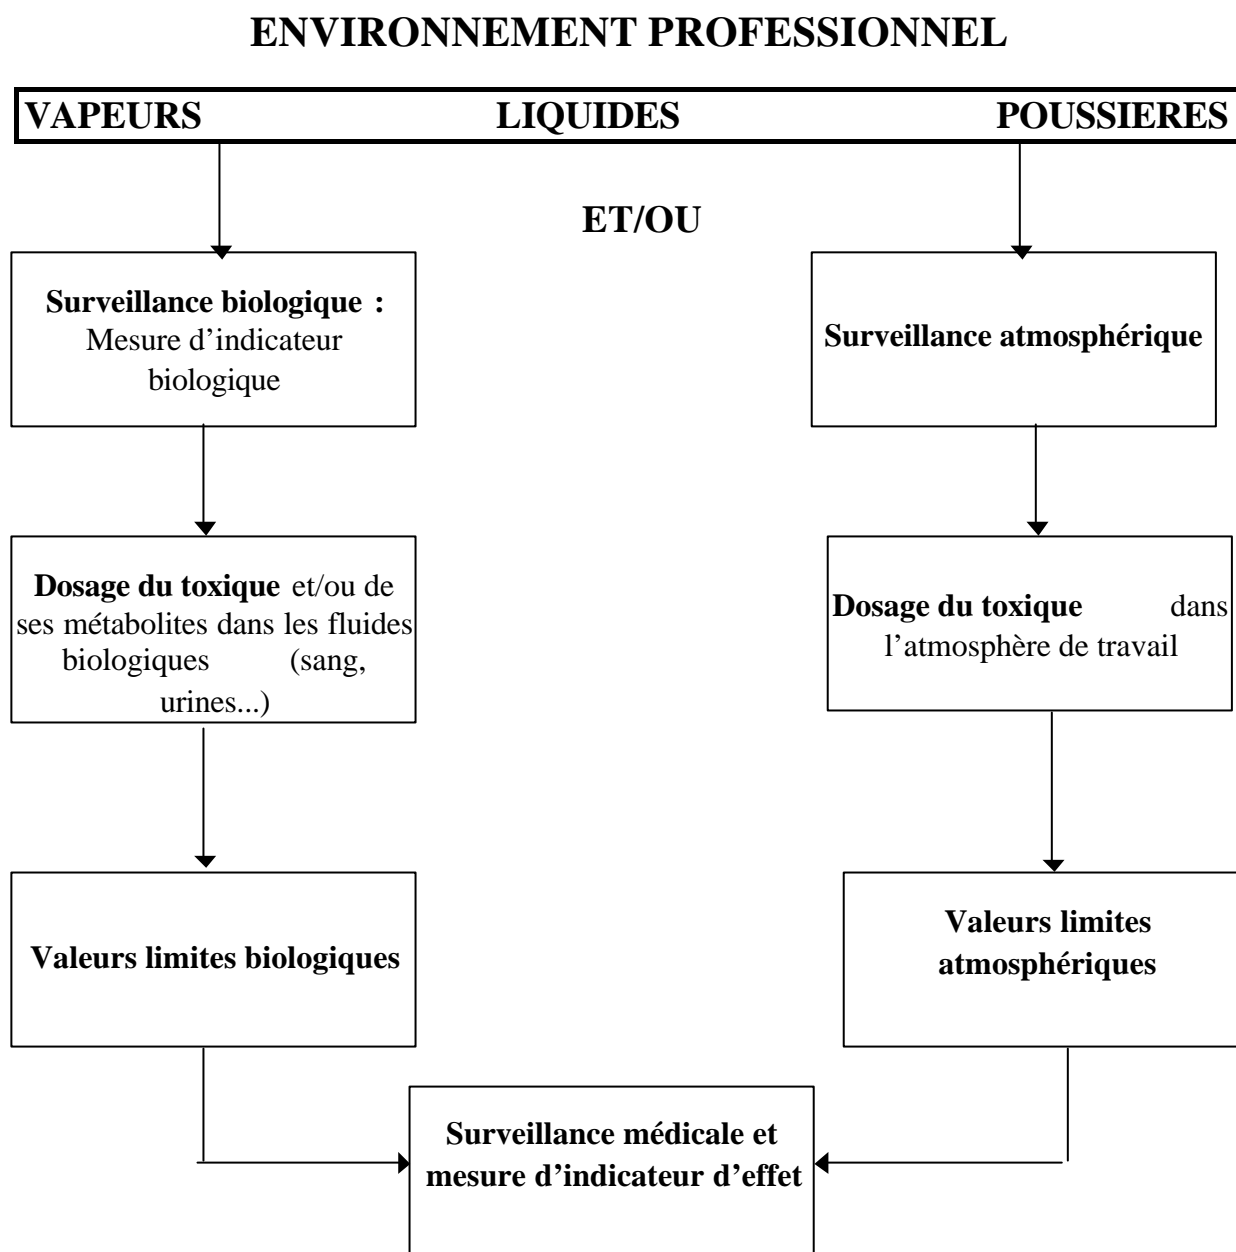 ENVIRONNEMENT PROFESSIONNEL
VAPEURS LIQUIDES POUSSIERES
ET/OU
Surveillance biologique :
Mesure d’indicateur
biologique
Surveillance atmosphérique
Dosage du toxique et/ou de
ses métabolites dans les fluides
biologiques (sang,
urines...)
Dosage du toxique dans
l’atmosphère de travail
Valeurs limites biologiques
Valeurs limites
atmosphériques
Surveillance médicale et
mesure d’indicateur d’effet